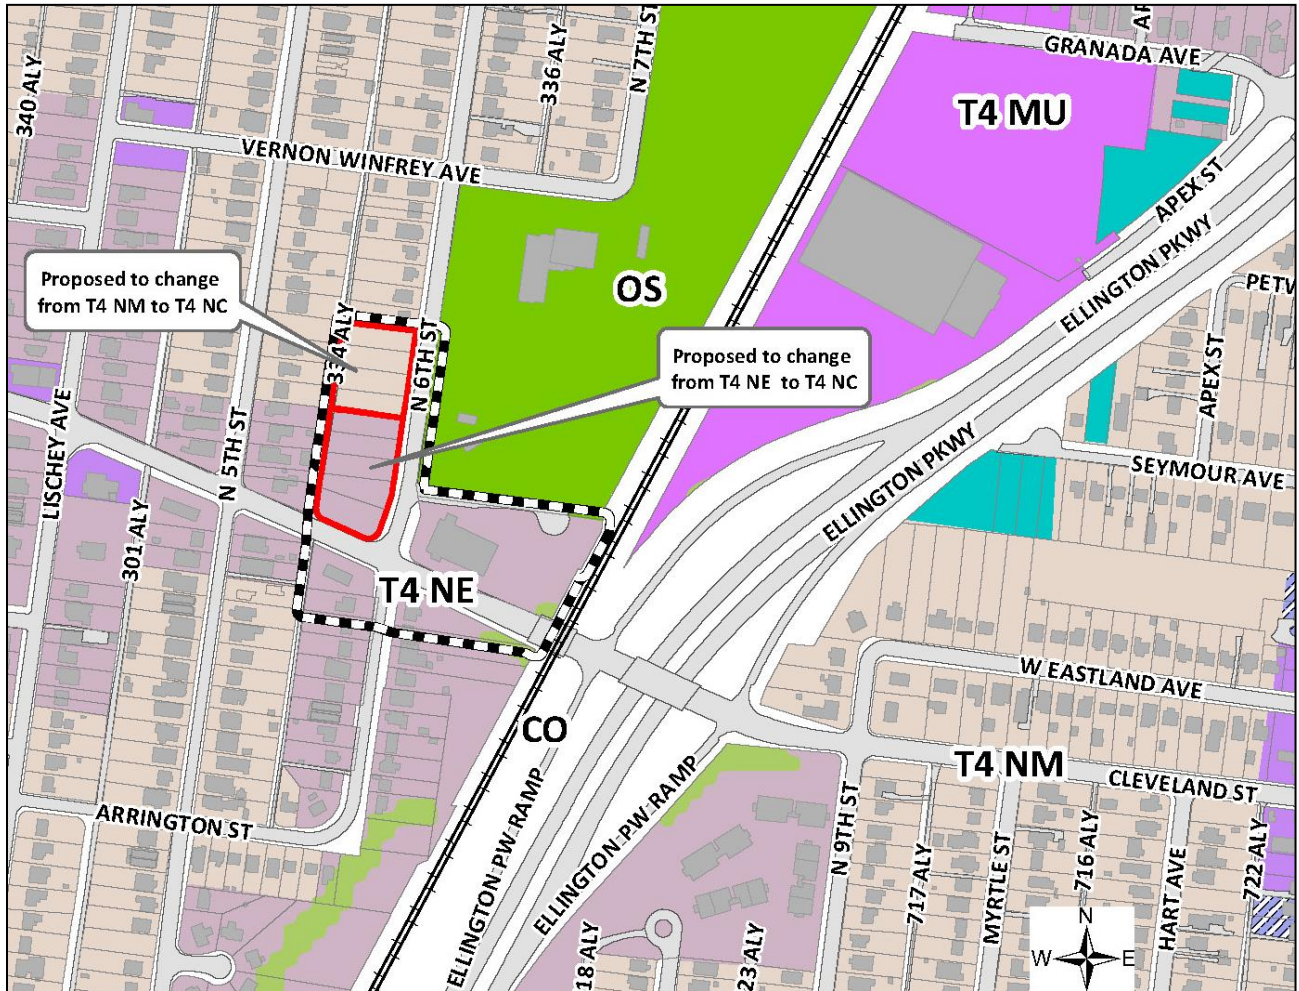 GRANADA AVE
N 7TH ST
336 ALY
340 ALY
T4 MU
VERNON WINFREY AVE
APEX ST
ELLINGTON PKWY
Proposed to change
from T4 NM to T4 NC
OS
334 ALY
N 6TH ST
Proposed to change
from T4 NE to T4 NC
APEX ST
LISCHEY AVE
N 5TH ST
SEYMOUR AVE
ELLINGTON PKWY
301 ALY
T4 NE
W EASTLAND AVE
CO
T4 NM
CLEVELAND ST
ARRINGTON ST
ELLINGTON PW RAMP
ELLINGTON PW RAMP
N 9TH ST
717 ALY
MYRTLE ST
716 ALY
HART AVE
722 ALY
18 ALY
23 ALY
N
W E
S